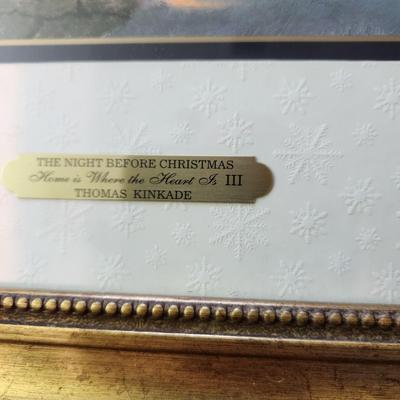 THE NIGHT BEFORE CHRISTMAS
Home is Where the Heart Is III
THOMAS KINKADE